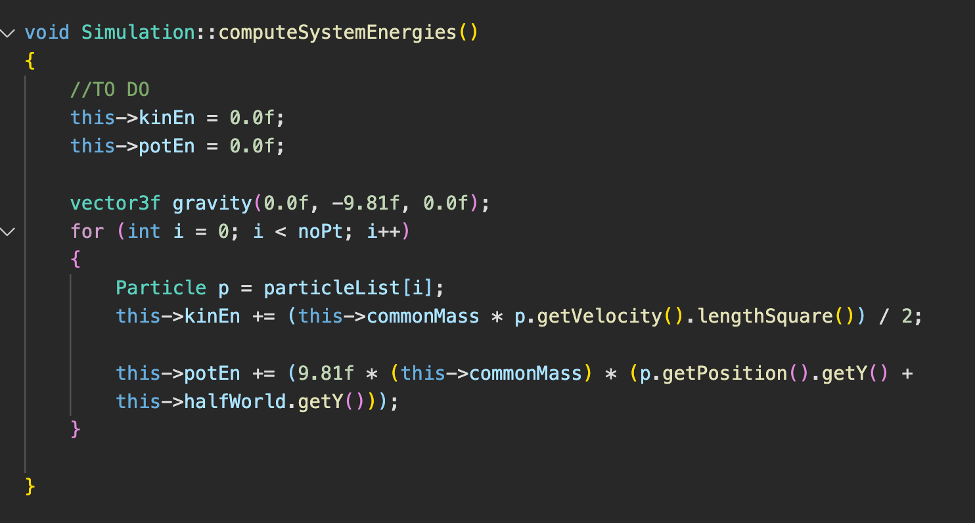 void Simulation::computeSystemEnergies()
{
    //TO DO
    this->kinEn = 0.0f;
    this->potEn = 0.0f;

    vector3f gravity(0.0f, -9.81f, 0.0f);
    for (int i = 0; i < noPt; i++)
    {
        Particle p = particleList[i];
        this->kinEn += (this->commonMass * p.getVelocity().lengthSquare()) / 2;

        this->potEn += (9.81f * (this->commonMass) * (p.getPosition().getY() +
        this->halfWorld.getY()));
    }

}